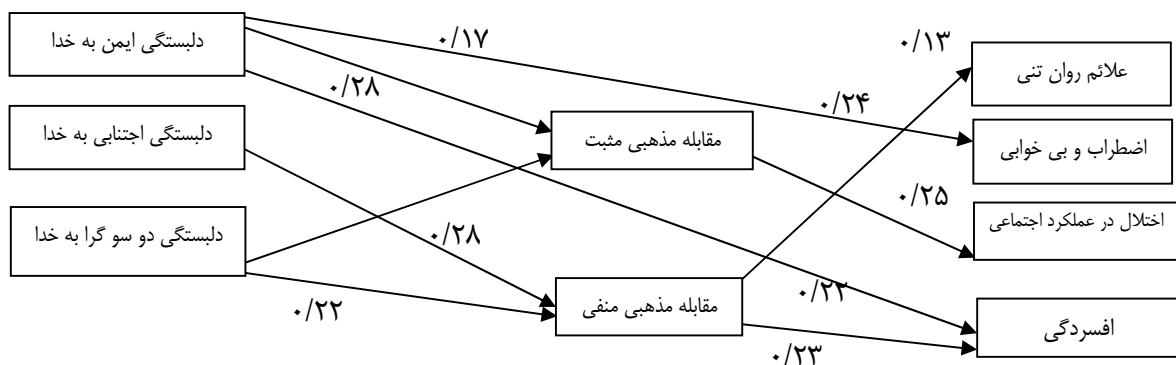 دلبستگی ایمن به خدا
دلبستگی اجتنابی به خدا
دلبستگی دو سو گرا به خدا
۰/۱۷
۰/۲۸
۰/۲۸
۰/۲۲
مقابله مذهبی مثبت
مقابله مذهبی منفی
۰/۱۳
۰/۲۴
۰/۲۵
۰/۲۲
۰/۲۳
علائم روان تنی
اضطراب و بی خوابی
اختلال در عملکرد اجتماعی
افسردگی